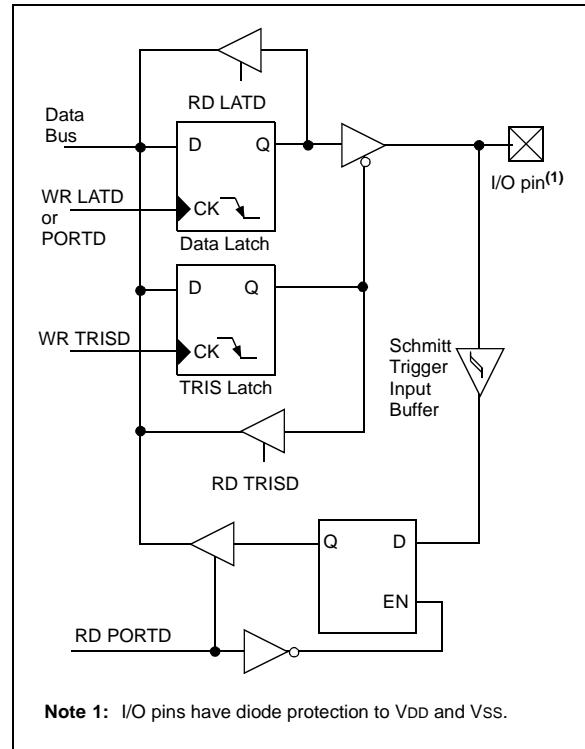 RD LATD
Data
Bus
D Q
WR LATD
or
PORTD
CK
Data Latch
I/O pin(1)
D Q
WR TRISD
CK
TRIS Latch
Schmitt
Trigger
Input
Buffer
RD TRISD
Q D
EN
RD PORTD
Note 1: I/O pins have diode protection to VDD and VSS.